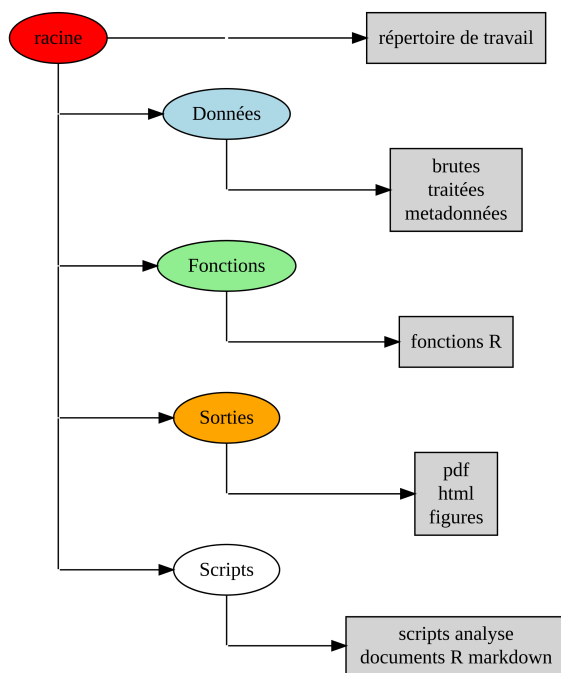 racine
répertoire de travail
Données
brutes
traitées
metadonnées
Fonctions
fonctions R
Sorties
pdf
html
figures
Scripts
scripts analyse
documents R markdown